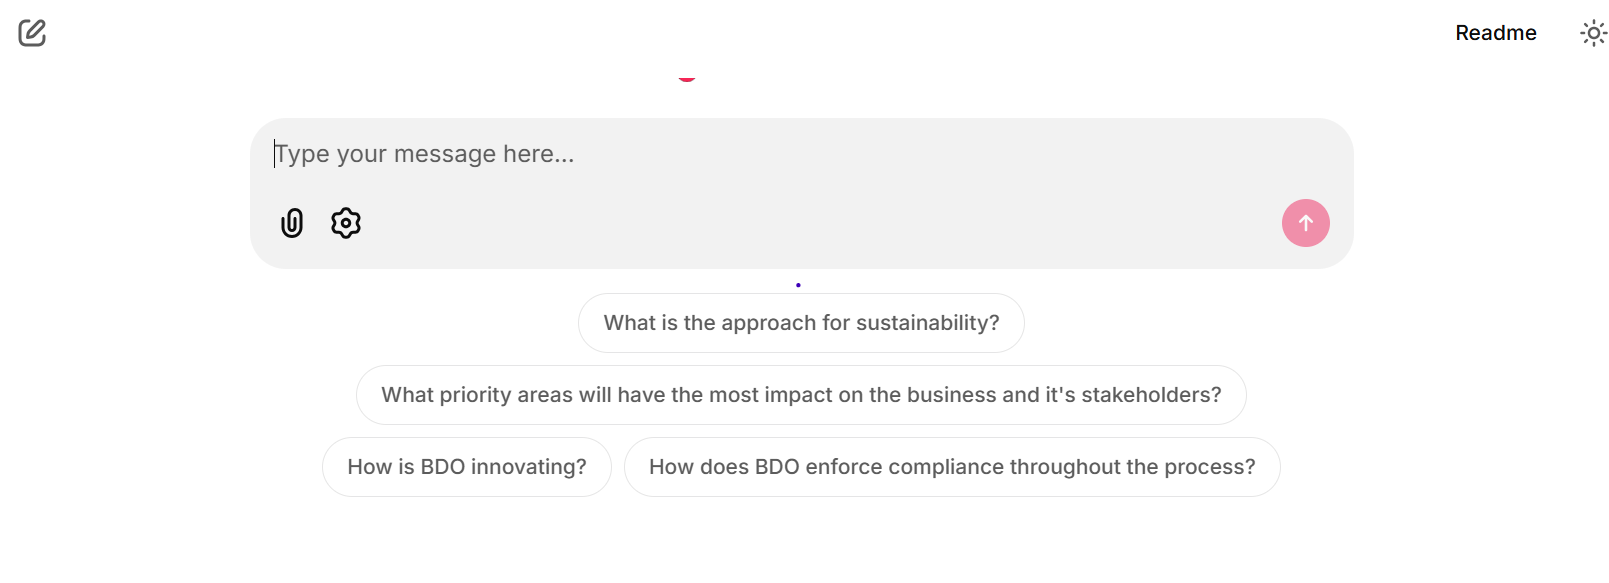 Readme
Type your message here...
What is the approach for sustainability?
What priority areas will have the most impact on the business and it's stakeholders?
How is BDO innovating?
How does BDO enforce compliance throughout the process?